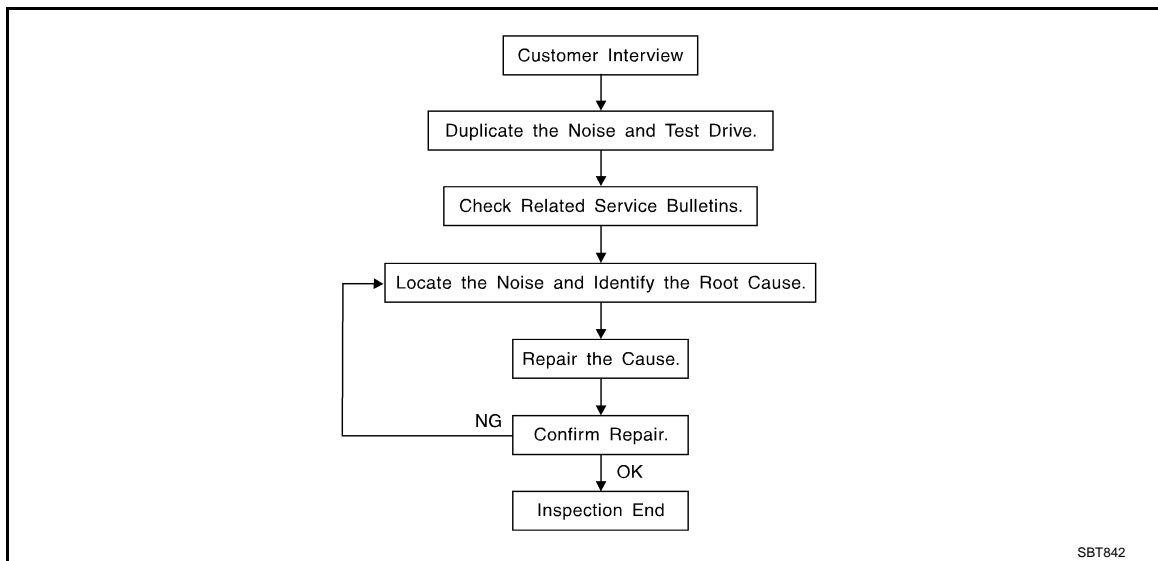 Customer Interview
Duplicate the Noise and Test Drive.
Check Related Service Bulletins.
Locate the Noise and Identify the Root Cause.
Repair the Cause.
NG
Confirm Repair.
OK
Inspection End
SBT842